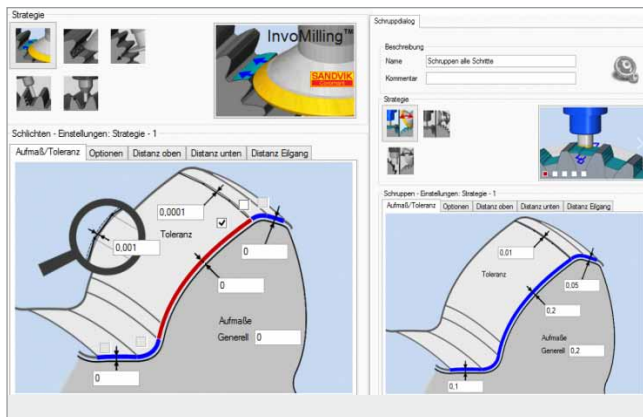 Strategie
InvoMilling™
SANDVIK
Coromant
Schlichten - Einstellungen: Strategie - 1
Aufmaß/Toleranz Optionen Distanz oben Distanz unten Distanz Eilgang
0,0001
0,001
Toleranz
0
0
Aufmaße
Generell 0
0
Schruppdialog
Beschreibung
Name Schruppen alle Schritte
Kommentar
Strategie
Schruppen - Einstellungen: Strategie - 1
Aufmaß/Toleranz Optionen Distanz oben Distanz unten Distanz Eilgang
0,01
Toleranz
0,05
0,2
Aufmaße
Generell 0,2
0,1